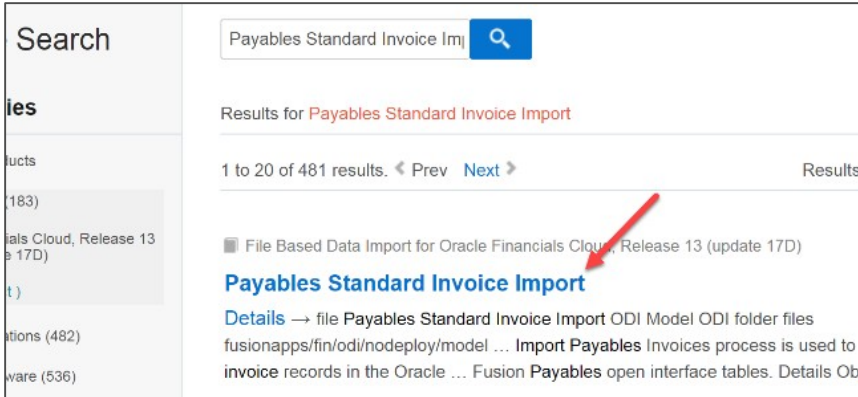 Search
Payables Standard Invoice Im
ies
Results for Payables Standard Invoice Import
ucts
1 to 20 of 481 results. Prev Next Results
(183)
ials Cloud, Release 13
e 17D)
File Based Data Import for Oracle Financials Cloud, Release 13 (update 17D)
t )
Payables Standard Invoice Import
Details → file Payables Standard Invoice Import ODI Model ODI folder files
ations (482)
fusionapps/fin/odi/nodeploy/model ... Import Payables Invoices process is used to
ware (536)
invoice records in the Oracle ... Fusion Payables open interface tables. Details Ob